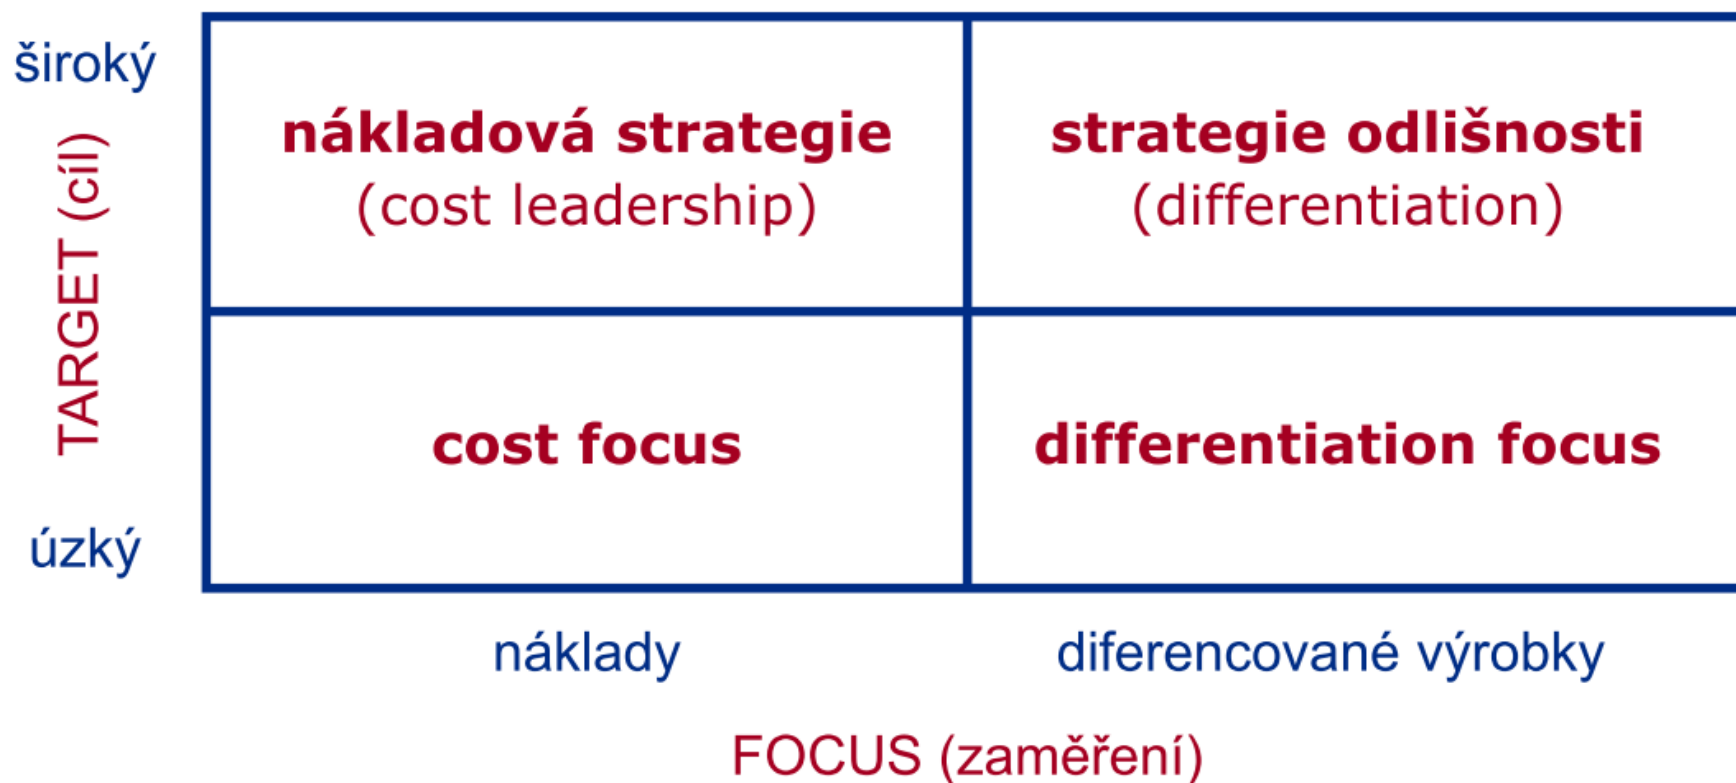 široký
TARGET (cíl)
úzký
nákladová strategie
(cost leadership)
strategie odlišnosti
(differentiation)
cost focus
differentiation focus
náklady
diferencované výrobky
FOCUS (zaměření)